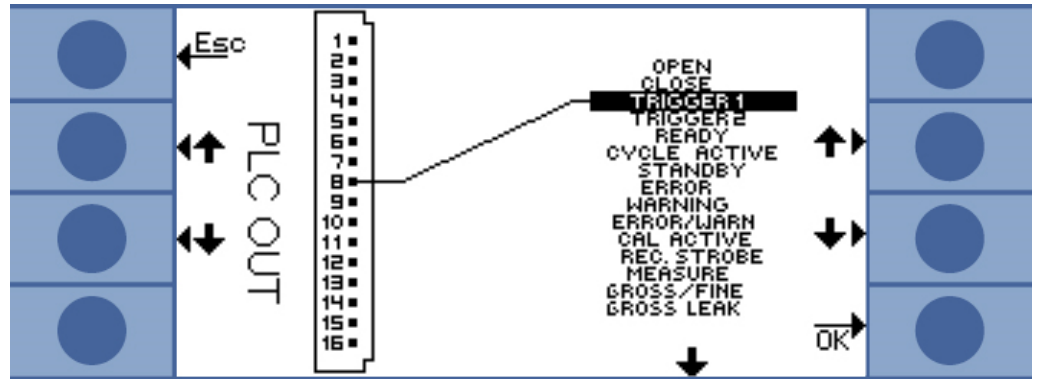 Esc
PLC OUT
1
2
3
4
5
6
7
8
9
10
11
12
13
14
15
16
OPEN
CLOSE
TRIGGER 1
TRIGGER 2
READY
CYCLE ACTIVE
STANDBY
ERROR
WARNING
ERROR/WARN
CAL ACTIVE
REC. STROBE
MEASURE
GROSS/FINE
GROSS LEAK
OK